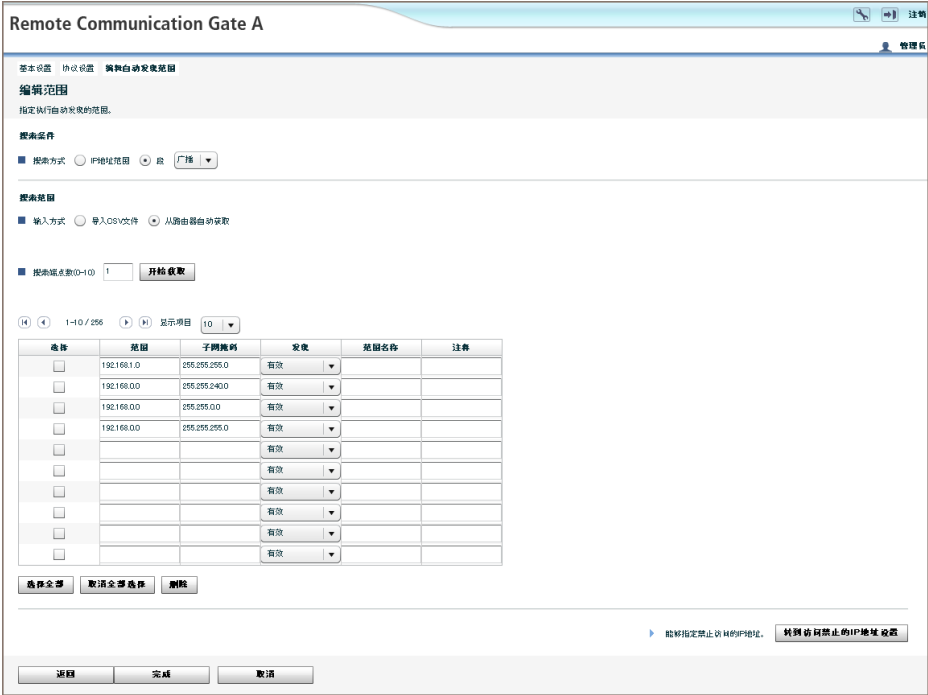 注销
Remote Communication Gate A
管理员
基本设置 协议设置 编辑自动发现范围
编辑范围
指定执行自动发现的范围。
搜索条件
搜索方式 IP地址范围 段 广播
搜索范围
输入方式 导入CSV文件 从路由器自动获取
搜索端点数(0-10) 1 开始获取
1-10 / 256 显示项目 10
选择 范围 子网掩码 发现 范围名称 注释
192.168.1.0 255.255.255.0 有效
192.168.0.0 255.255.240.0 有效
192.168.0.0 255.255.0.0 有效
192.168.0.0 255.255.255.0 有效
有效
有效
有效
有效
有效
有效
选择全部 取消全部选择 删除
能够指定禁止访问的IP地址。 转到访问禁止的IP地址设置
返回 完成 取消